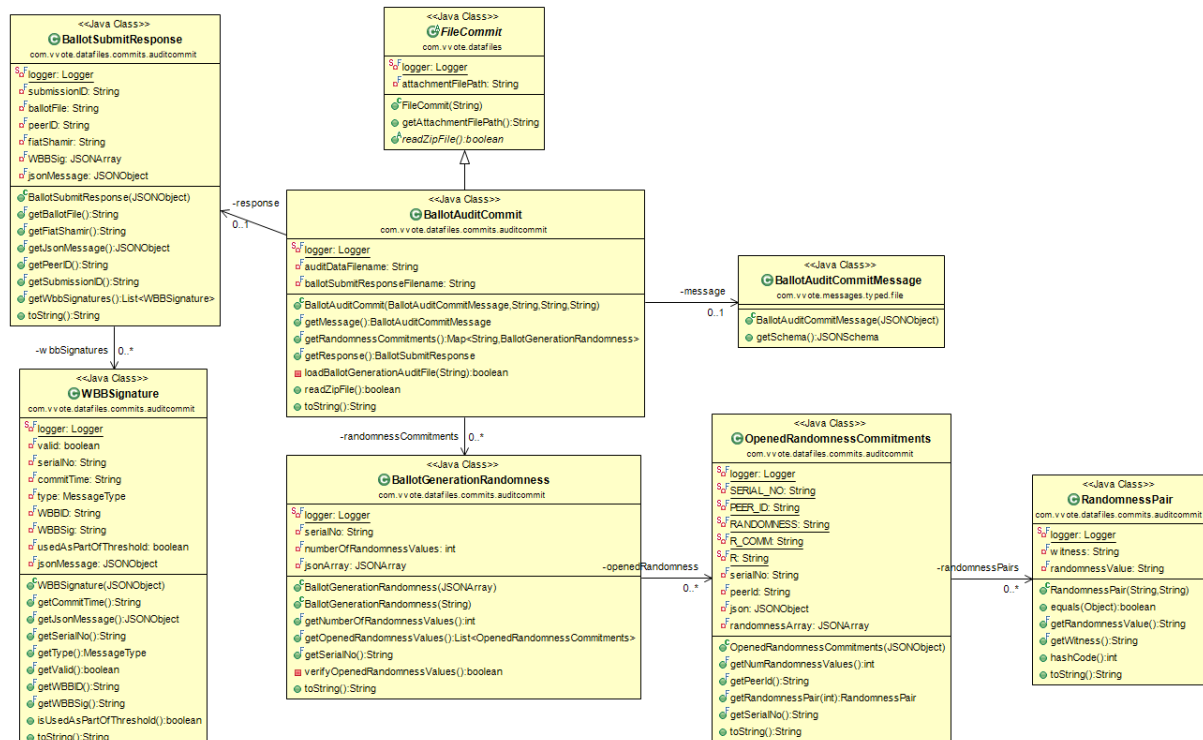 <<Java Class>>
BallotSubmitResponse
com.vvote.datafiles.commits.auditcommit
logger: Logger
submissionID: String
ballotFile: String
peerID: String
fiatShamir: String
WBBSig: JSONArray
jsonMessage: JSONObject
BallotSubmitResponse(JSONObject)
getBallotFile():String
getFiatShamir():String
getJsonMessage():JSONObject
getPeerID():String
getSubmissionID():String
getWbbSignatures():List<WBBSignature>
toString():String
<<Java Class>>
FileCommit
com.vvote.datafiles
logger: Logger
attachmentFilePath: String
FileCommit(String)
getAttachmentFilePath():String
readZipFile():boolean
-response
0..1
<<Java Class>>
BallotAuditCommit
com.vvote.datafiles.commits.auditcommit
logger: Logger
auditDataFilename: String
ballotSubmitResponseFilename: String
BallotAuditCommit(BallotAuditCommitMessage,String,String,String)
getMessage():BallotAuditCommitMessage
getRandomnessCommitments():Map<String,BallotGenerationRandomness>
getResponse():BallotSubmitResponse
loadBallotGenerationAuditFile(String):boolean
readZipFile():boolean
toString():String
-message
0..1
<<Java Class>>
BallotAuditCommitMessage
com.vvote.messages.typed.file
BallotAuditCommitMessage(JSONObject)
getSchema():JSONSchema
-wbbSignatures
0..*
<<Java Class>>
WBBSignature
com.vvote.datafiles.commits.auditcommit
logger: Logger
valid: boolean
serialNo: String
commitTime: String
type: MessageType
WBBID: String
WBBSig: String
usedAsPartOfThreshold: boolean
jsonMessage: JSONObject
WBBSignature(JSONObject)
getCommitTime():String
getJsonMessage():JSONObject
getSerialNo():String
getType():MessageType
getValid():boolean
getWBBID():String
getWBBSig():String
isUsedAsPartOfThreshold():boolean
toString():String
-randomnessCommitments
0..*
<<Java Class>>
BallotGenerationRandomness
com.vvote.datafiles.commits.auditcommit
logger: Logger
serialNo: String
numberOfRandomnessValues: int
jsonArray: JSONArray
BallotGenerationRandomness(JSONArray)
BallotGenerationRandomness(String)
getNumberOfRandomnessValues():int
getOpenedRandomnessValues():List<OpenedRandomnessCommitments>
getSerialNo():String
verifyOpenedRandomnessValues():boolean
toString():String
-openedRandomness
0..*
<<Java Class>>
OpenedRandomnessCommitments
com.vvote.datafiles.commits.auditcommit
logger: Logger
SERIAL_NO: String
PEER_ID: String
RANDOMNESS: String
R_COMM: String
R: String
serialNo: String
peerId: String
json: JSONObject
randomnessArray: JSONArray
OpenedRandomnessCommitments(JSONObject)
getNumRandomnessValues():int
getPeerId():String
getRandomnessPair(int):RandomnessPair
getSerialNo():String
toString():String
-randomnessPairs
0..*
<<Java Class>>
RandomnessPair
com.vvote.datafiles.commits.auditcommit
logger: Logger
witness: String
randomnessValue: String
RandomnessPair(String,String)
equals(Object):boolean
getRandomnessValue():String
getWitness():String
hashCode():int
toString():String